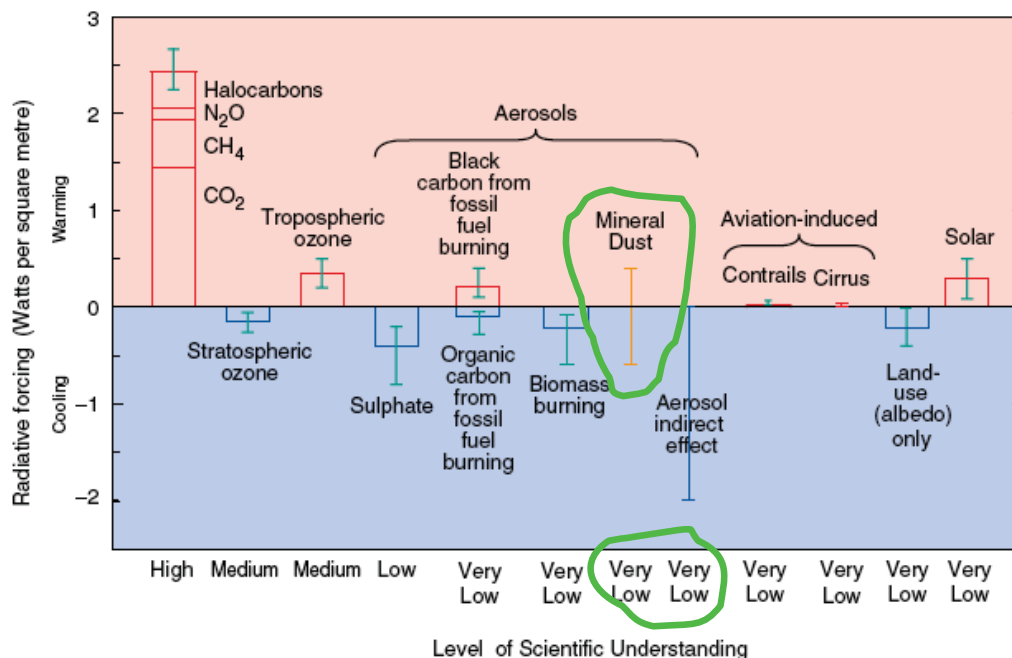 3
2
1
0
−1
−2
Radiative forcing (Watts per square metre)
Warming
Cooling
Halocarbons
N₂O
CH₄
CO₂
Stratospheric
ozone
Tropospheric
ozone
Aerosols
Sulphate
Black
carbon from
fossil
fuel
burning
Organic
carbon
from
fossil
fuel
burning
Biomass
burning
Mineral
Dust
Aerosol
indirect
effect
Aviation-induced
Contrails
Cirrus
Land-
use
(albedo)
only
Solar
High
Medium
Medium
Low
Very
Low
Very
Low
Very
Low
Very
Low
Very
Low
Very
Low
Very
Low
Very
Low
Level of Scientific Understanding